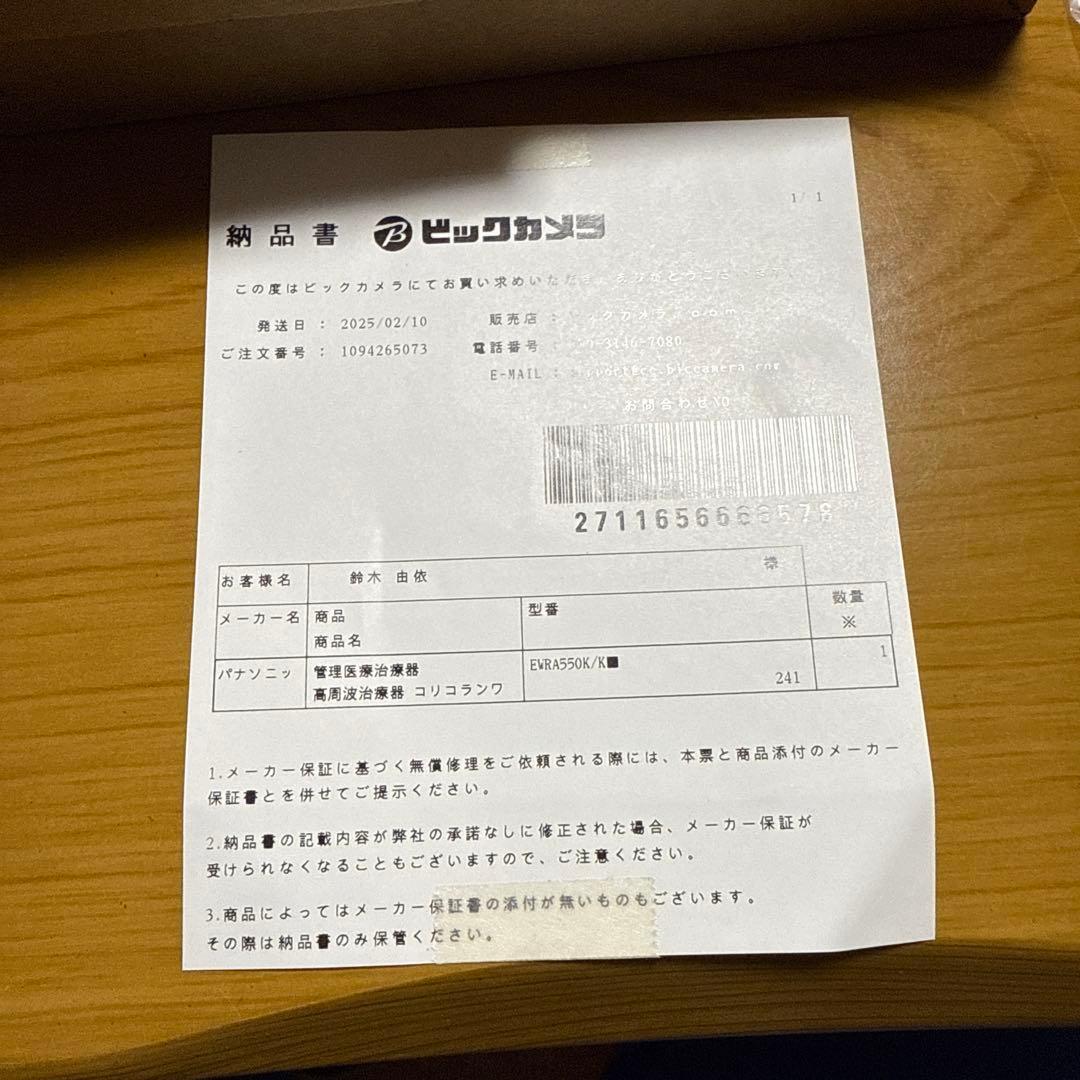 1/ 1
納品書 B ビックカメラ
この度はビックカメラにてお買い求めいただき
発送日 : 2025/02/10 販売店 : ックカメラ
ご注文番号 : 1094265073 電話番号 : -3346-7080
E-MAIL :
お問合わせNO
2711656666578
お客様名 鈴木 由依 様
メーカー名 商品 型番 数量
商品名 ※
パナソニッ 管理医療治療器 EWRA550K/K■ 1
高周波治療器 コリコランワ 241
1.メーカー保証に基づく無償修理をご依頼される際には、本票と商品添付のメーカー
保証書とを併せてご提示ください。
2.納品書の記載内容が弊社の承諾なしに修正された場合、メーカー保証が
受けられなくなることもございますので、ご注意ください。
3.商品によってはメーカー保証書の添付が無いものもございます。
その際は納品書のみ保管ください。